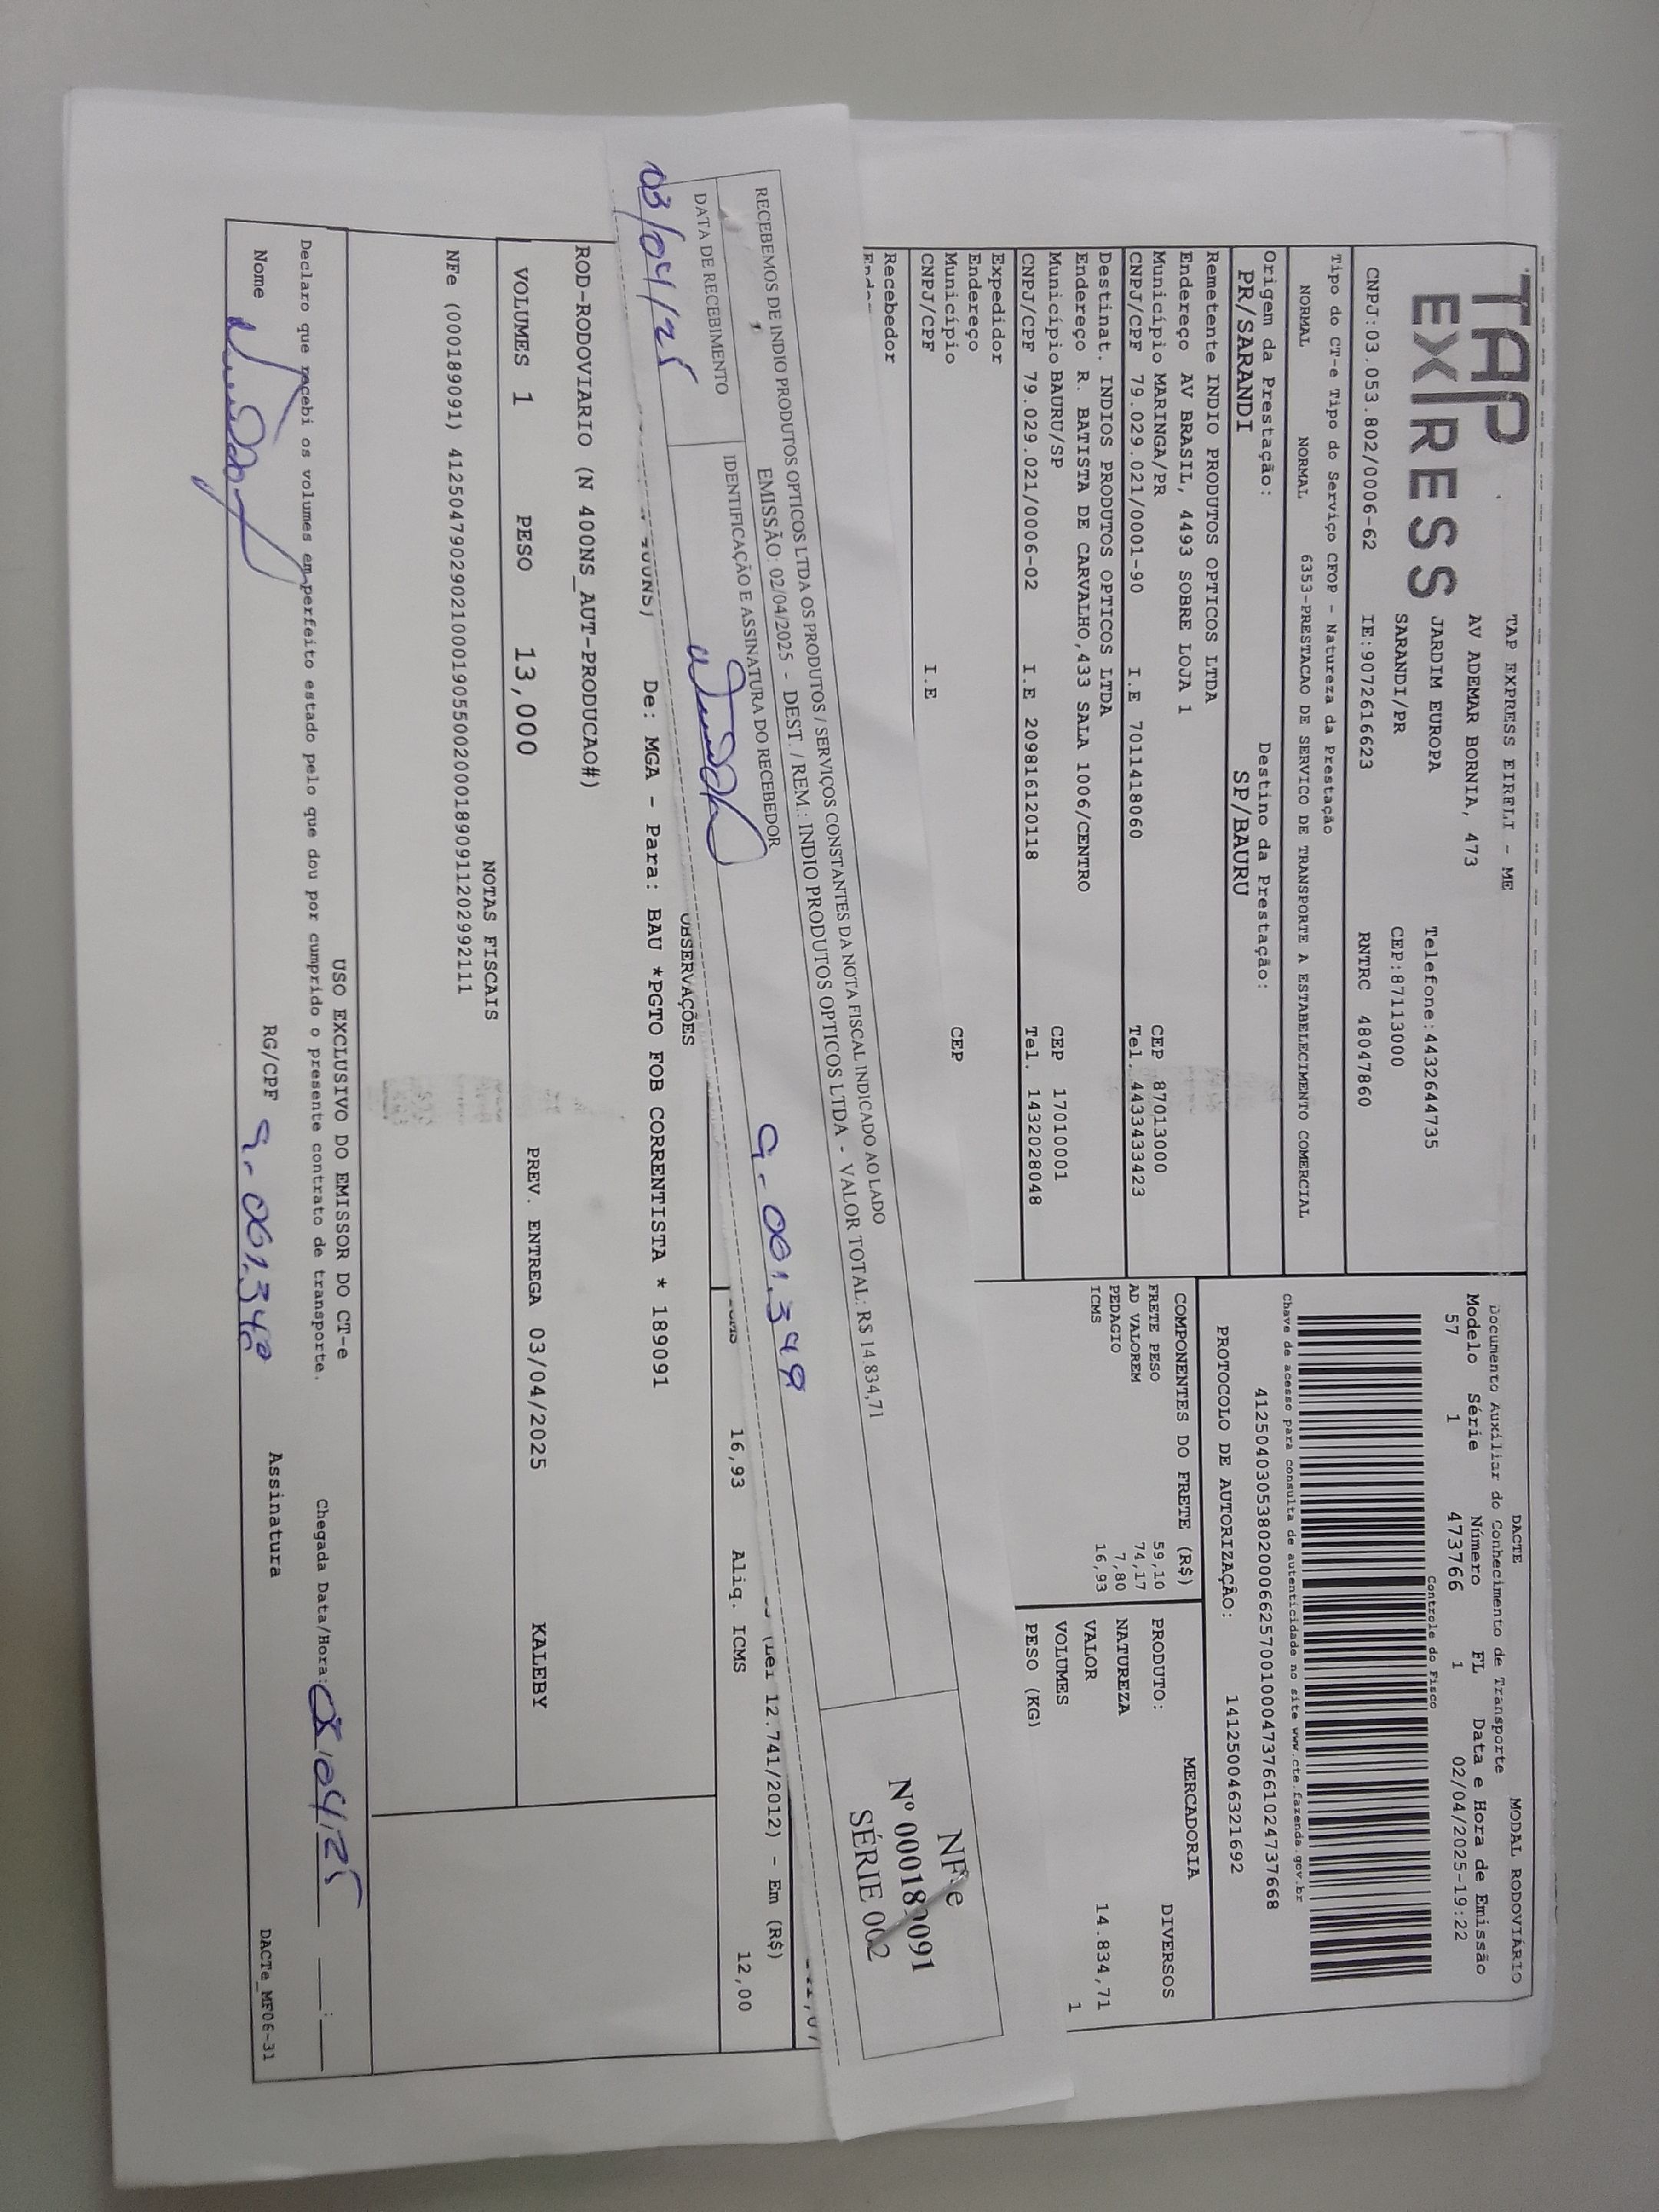 TAP EXPRESS
TAP EXPRESS EIRELI - ME
AV ADEMAR BORNIA, 473
JARDIM EUROPA Telefone:4432644735
SARANDI/PR CEP:87113000
CNPJ:03.053.802/0006-62 IE:9072616623 RNTRC 48047860
DACTE MODAL RODOVIÁRIO
Documento Auxiliar do Conhecimento de Transporte
Modelo Série Número FL Data e Hora de Emissão
57 1 473766 1 02/04/2025-19:22
Controle do Fisco
Chave de acesso para consulta de autenticidade no site www.cte.fazenda.gov.br
41250403053802000662570010004737661024737668
PROTOCOLO DE AUTORIZAÇÃO: 141250046321692
Tipo do CT-e Tipo do Serviço CFOP - Natureza da Prestação
NORMAL NORMAL 6353-PRESTACAO DE SERVICO DE TRANSPORTE A ESTABELECIMENTO COMERCIAL
Origem da Prestação: Destino da Prestação:
PR/SARANDI SP/BAURU
Remetente INDIO PRODUTOS OPTICOS LTDA
Endereço AV BRASIL, 4493 SOBRE LOJA 1
Município MARINGA/PR CEP 87013000
CNPJ/CPF 79.029.021/0001-90 I.E 7011418060 Tel. 4433433423
Destinat. INDIOS PRODUTOS OPTICOS LTDA
Endereço R. BATISTA DE CARVALHO,433 SALA 1006/CENTRO
Município BAURU/SP CEP 17010001
CNPJ/CPF 79.029.021/0006-02 I.E 209816120118 Tel. 1432028048
Expedidor
Endereço
Município CEP
CNPJ/CPF I.E
Recebedor
COMPONENTES DO FRETE (R$)
FRETE PESO 59,10
AD VALOREM 74,17
PEDAGIO 7,80
ICMS 16,93
MERCADORIA
PRODUTO: DIVERSOS
NATUREZA
VALOR 14.834,71
VOLUMES 1
PESO (KG)
RECEBEMOS DE INDIO PRODUTOS OPTICOS LTDA OS PRODUTOS / SERVIÇOS CONSTANTES DA NOTA FISCAL INDICADO AO LADO
EMISSÃO: 02/04/2025 - DEST. / REM.: INDIO PRODUTOS OPTICOS LTDA - VALOR TOTAL: R$ 14.834,71
DATA DE RECEBIMENTO IDENTIFICAÇÃO E ASSINATURA DO RECEBEDOR
03/04/25 9.001.349
NF-e
Nº 000189091
SÉRIE 002
(Lei 12.741/2012) - Em (R$)
16,93 Aliq. ICMS 12,00
OBSERVAÇÕES
De: MGA - Para: BAU *PGTO FOB CORRENTISTA * 189091
ROD-RODOVIARIO (N 400NS_AUT-PRODUCAO#)
VOLUMES 1 PESO 13,000 PREV. ENTREGA 03/04/2025 KALEBY
NOTAS FISCAIS
NFe (000189091) 41250479029021000190550020001890911202992111
USO EXCLUSIVO DO EMISSOR DO CT-e
Declaro que recebi os volumes em perfeito estado pelo que dou por cumprido o presente contrato de transporte. Chegada Data/Hora: 04/25 :
Nome RG/CPF 9.001.349 Assinatura
DACTe_MF06-31